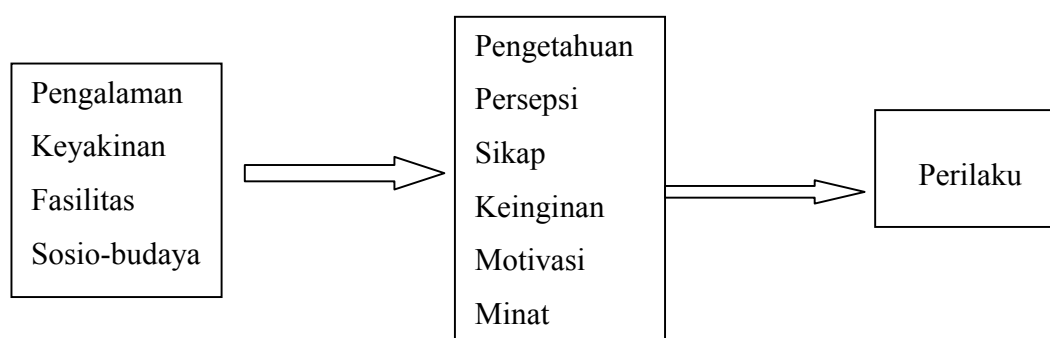 Pengalaman
Keyakinan
Fasilitas
Sosio-budaya
Pengetahuan
Persepsi
Sikap
Keinginan
Motivasi
Minat
Perilaku